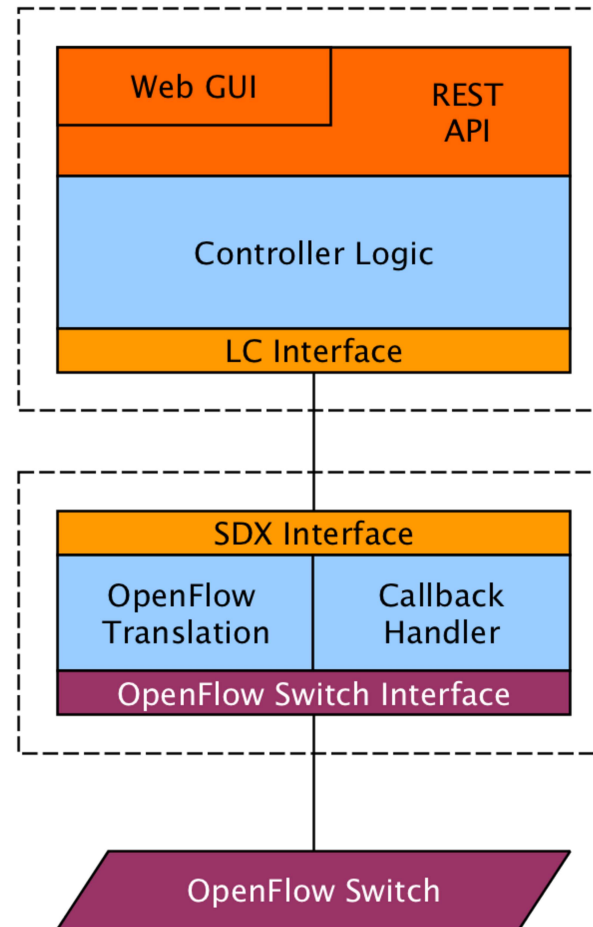 Web GUI
REST
API
Controller Logic
LC Interface
SDX Interface
OpenFlow
Translation
Callback
Handler
OpenFlow Switch Interface
OpenFlow Switch